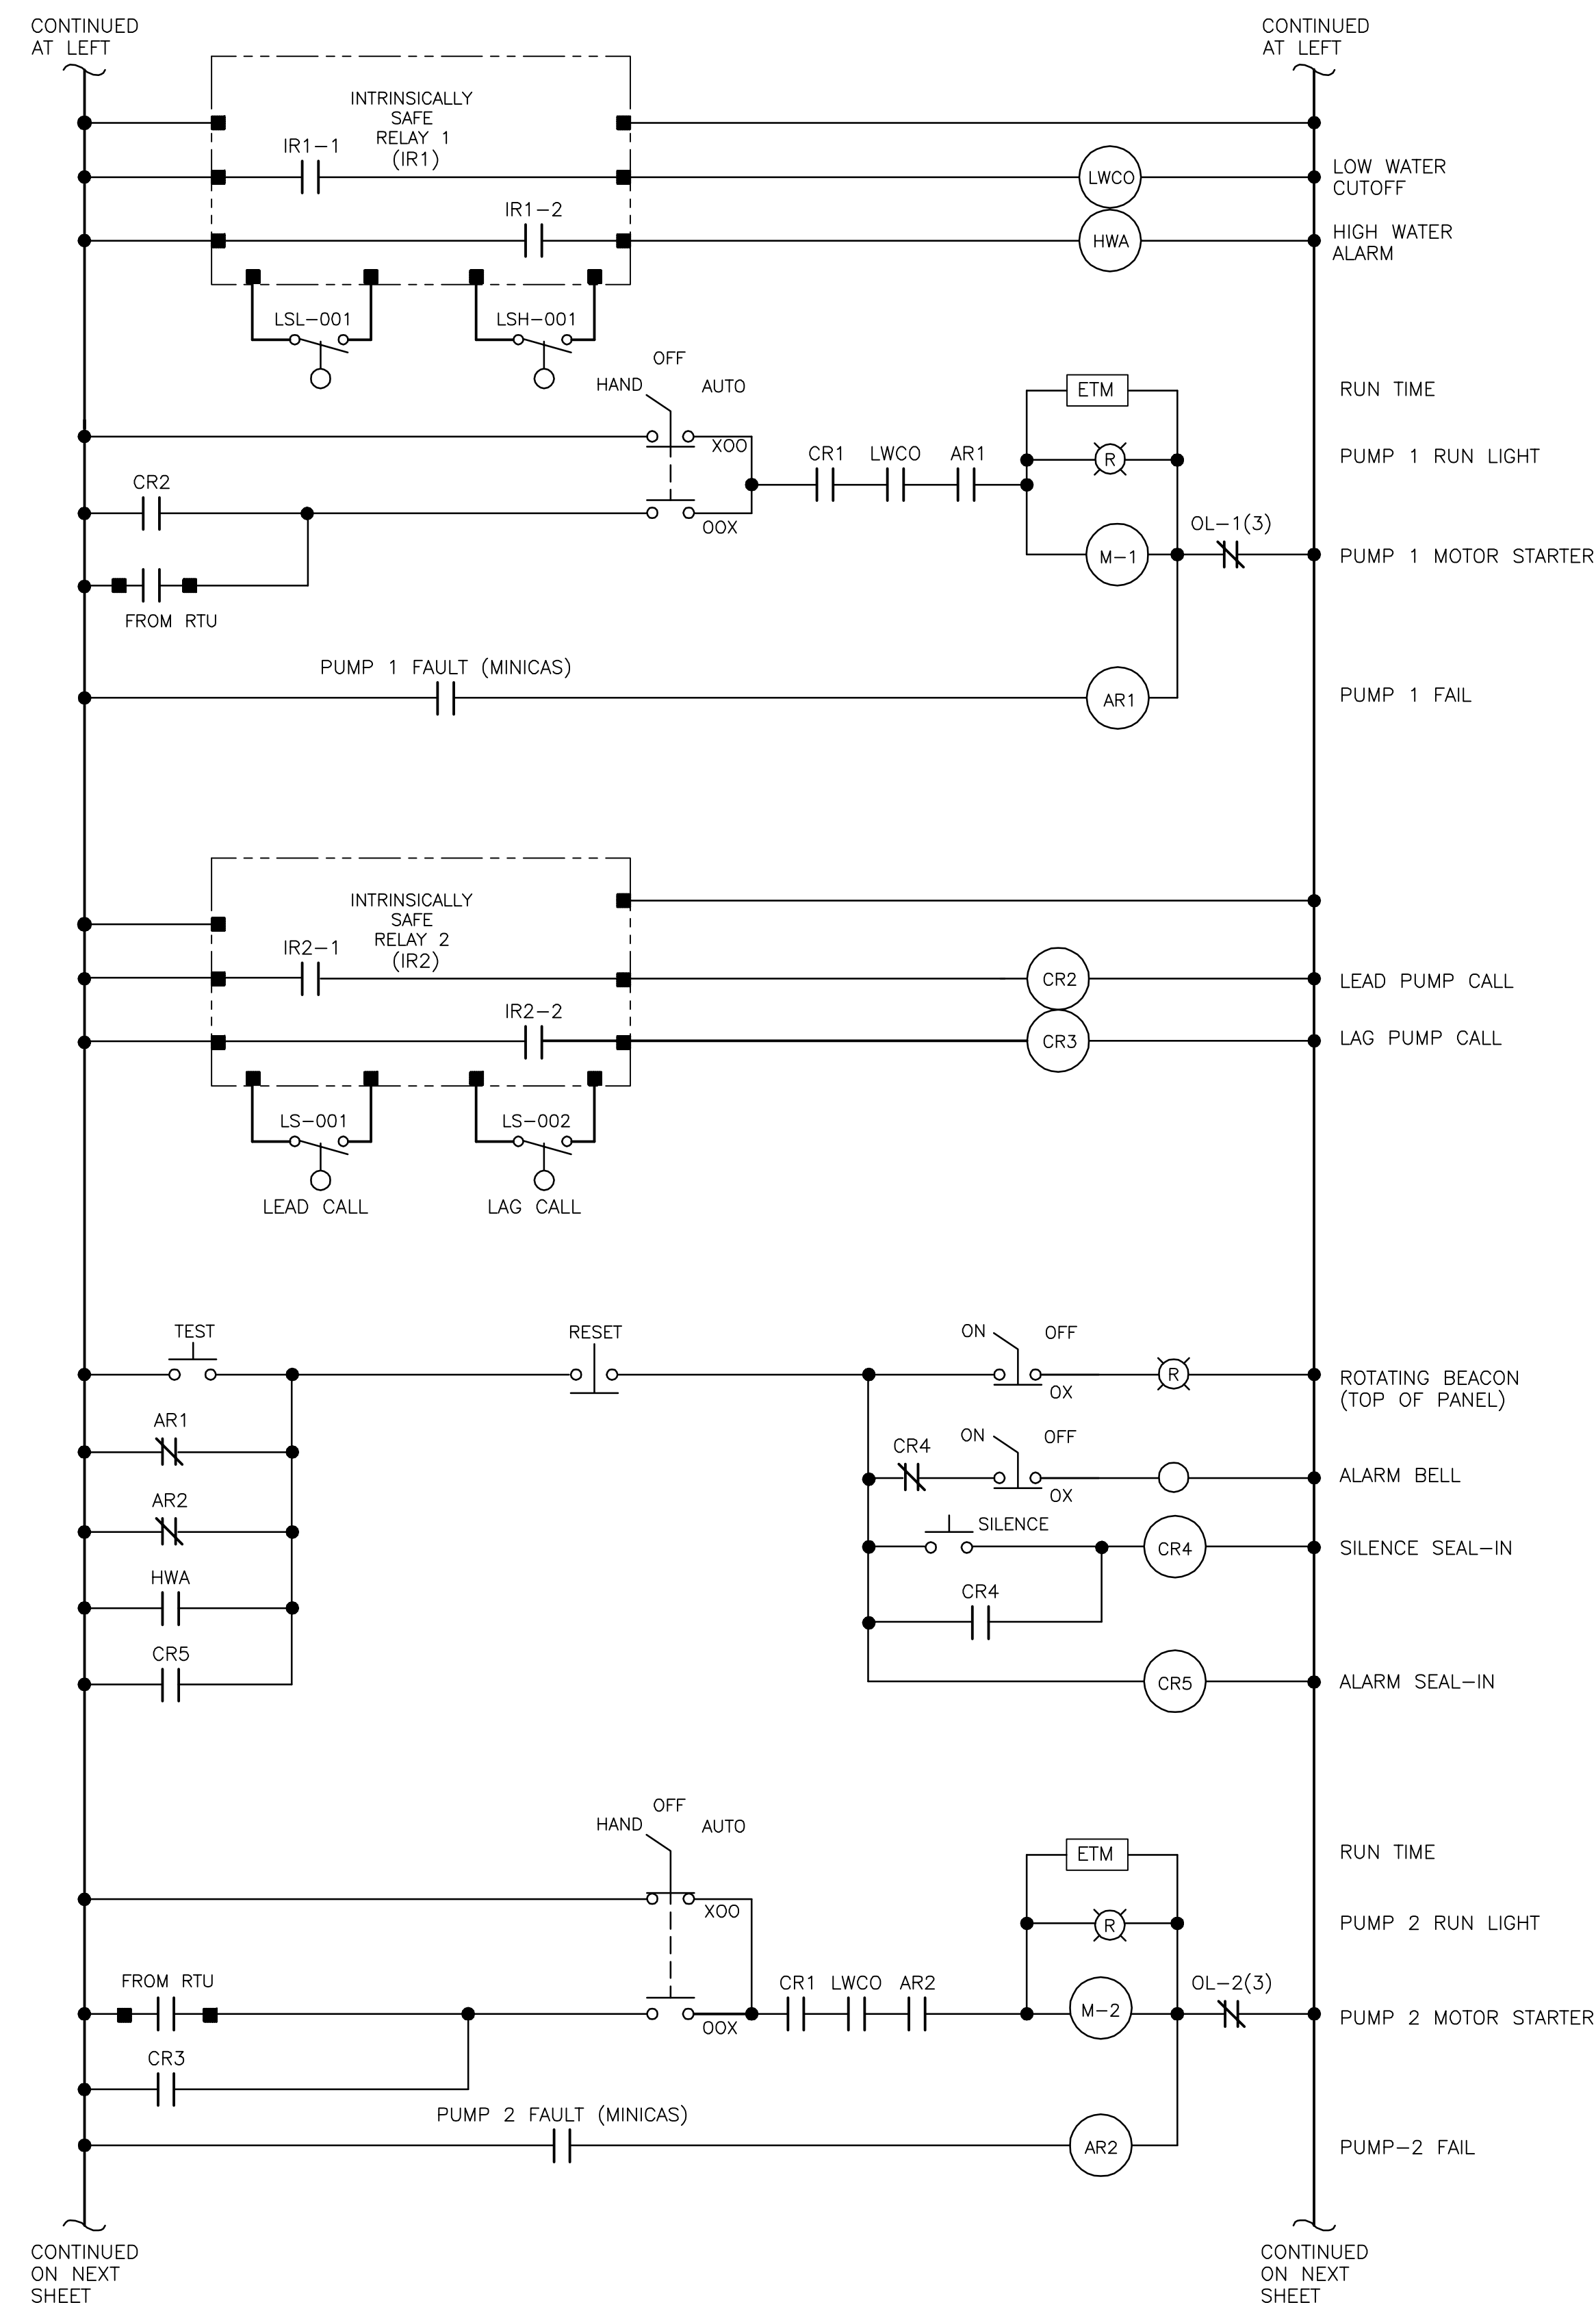 CONTINUED
AT LEFT
CONTINUED
AT LEFT
INTRINSICALLY
SAFE
RELAY 1
(IR1)
IR1-1
LWCO
LOW WATER
CUTOFF
IR1-2
HWA
HIGH WATER
ALARM
LSL-001
LSH-001
OFF
HAND
AUTO
ETM
RUN TIME
XOO
CR1
LWCO
AR1
R
PUMP 1 RUN LIGHT
CR2
OOX
OL-1(3)
M-1
PUMP 1 MOTOR STARTER
FROM RTU
PUMP 1 FAULT (MINICAS)
AR1
PUMP 1 FAIL
INTRINSICALLY
SAFE
RELAY 2
(IR2)
IR2-1
CR2
LEAD PUMP CALL
IR2-2
CR3
LAG PUMP CALL
LS-001
LS-002
LEAD CALL
LAG CALL
TEST
RESET
ON
OFF
OX
R
ROTATING BEACON
(TOP OF PANEL)
AR1
CR4
ON
OFF
OX
ALARM BELL
AR2
SILENCE
CR4
SILENCE SEAL-IN
HWA
CR4
CR5
CR5
ALARM SEAL-IN
OFF
HAND
AUTO
ETM
RUN TIME
XOO
R
PUMP 2 RUN LIGHT
FROM RTU
OOX
CR1
LWCO
AR2
M-2
OL-2(3)
PUMP 2 MOTOR STARTER
CR3
PUMP 2 FAULT (MINICAS)
AR2
PUMP-2 FAIL
CONTINUED
ON NEXT
SHEET
CONTINUED
ON NEXT
SHEET